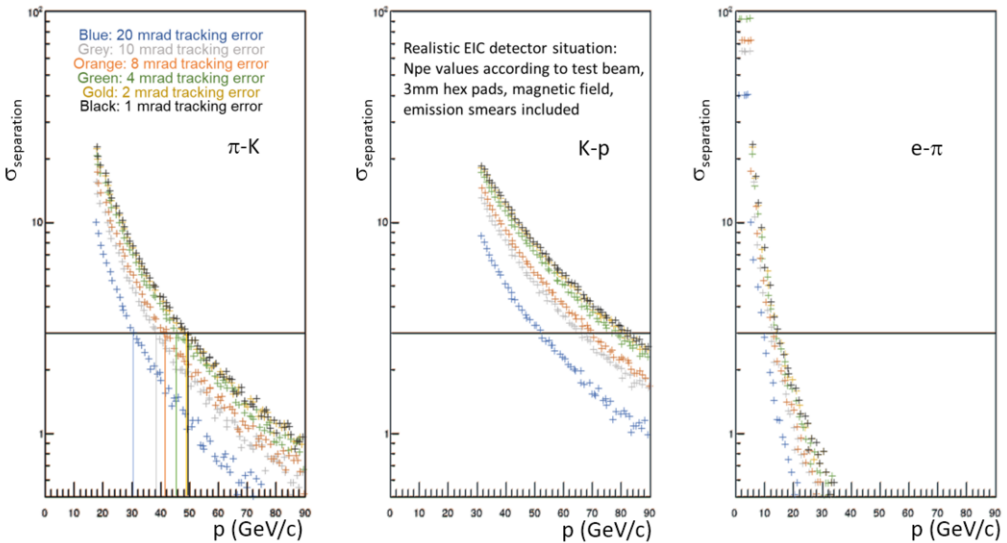 Blue: 20 mrad tracking error
Grey: 10 mrad tracking error
Orange: 8 mrad tracking error
Green: 4 mrad tracking error
Gold: 2 mrad tracking error
Black: 1 mrad tracking error
π-K
σseparation
10²
10
1
0 10 20 30 40 50 60 70 80 90
p (GeV/c)
Realistic EIC detector situation:
Npe values according to test beam,
3mm hex pads, magnetic field,
emission smears included
K-p
σseparation
10²
10
1
0 10 20 30 40 50 60 70 80 90
p (GeV/c)
e-π
σseparation
10²
10
1
0 10 20 30 40 50 60 70 80 90
p (GeV/c)